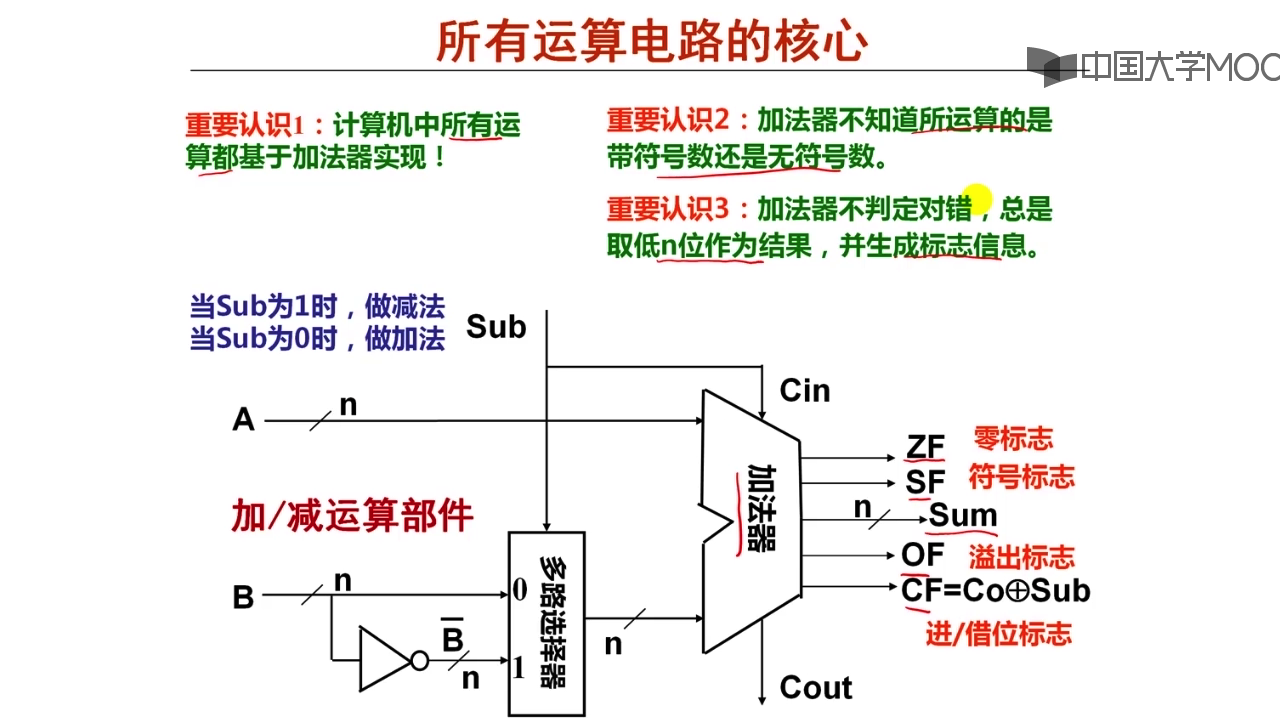 所有运算电路的核心
中国大学MOO
重要认识1：计算机中所有运
算都基于加法器实现！
重要认识2：加法器不知道所运算的是
带符号数还是无符号数。
重要认识3：加法器不判定对错，总是
取低n位作为结果，并生成标志信息。
当Sub为1时，做减法
当Sub为0时，做加法
Sub
Cin
A
n
ZF 零标志
SF 符号标志
n
Sum
OF 溢出标志
CF=Co⊕Sub
进/借位标志
加法器
加/减运算部件
B
n
0
多路选择器
1
B̅
n
n
Cout